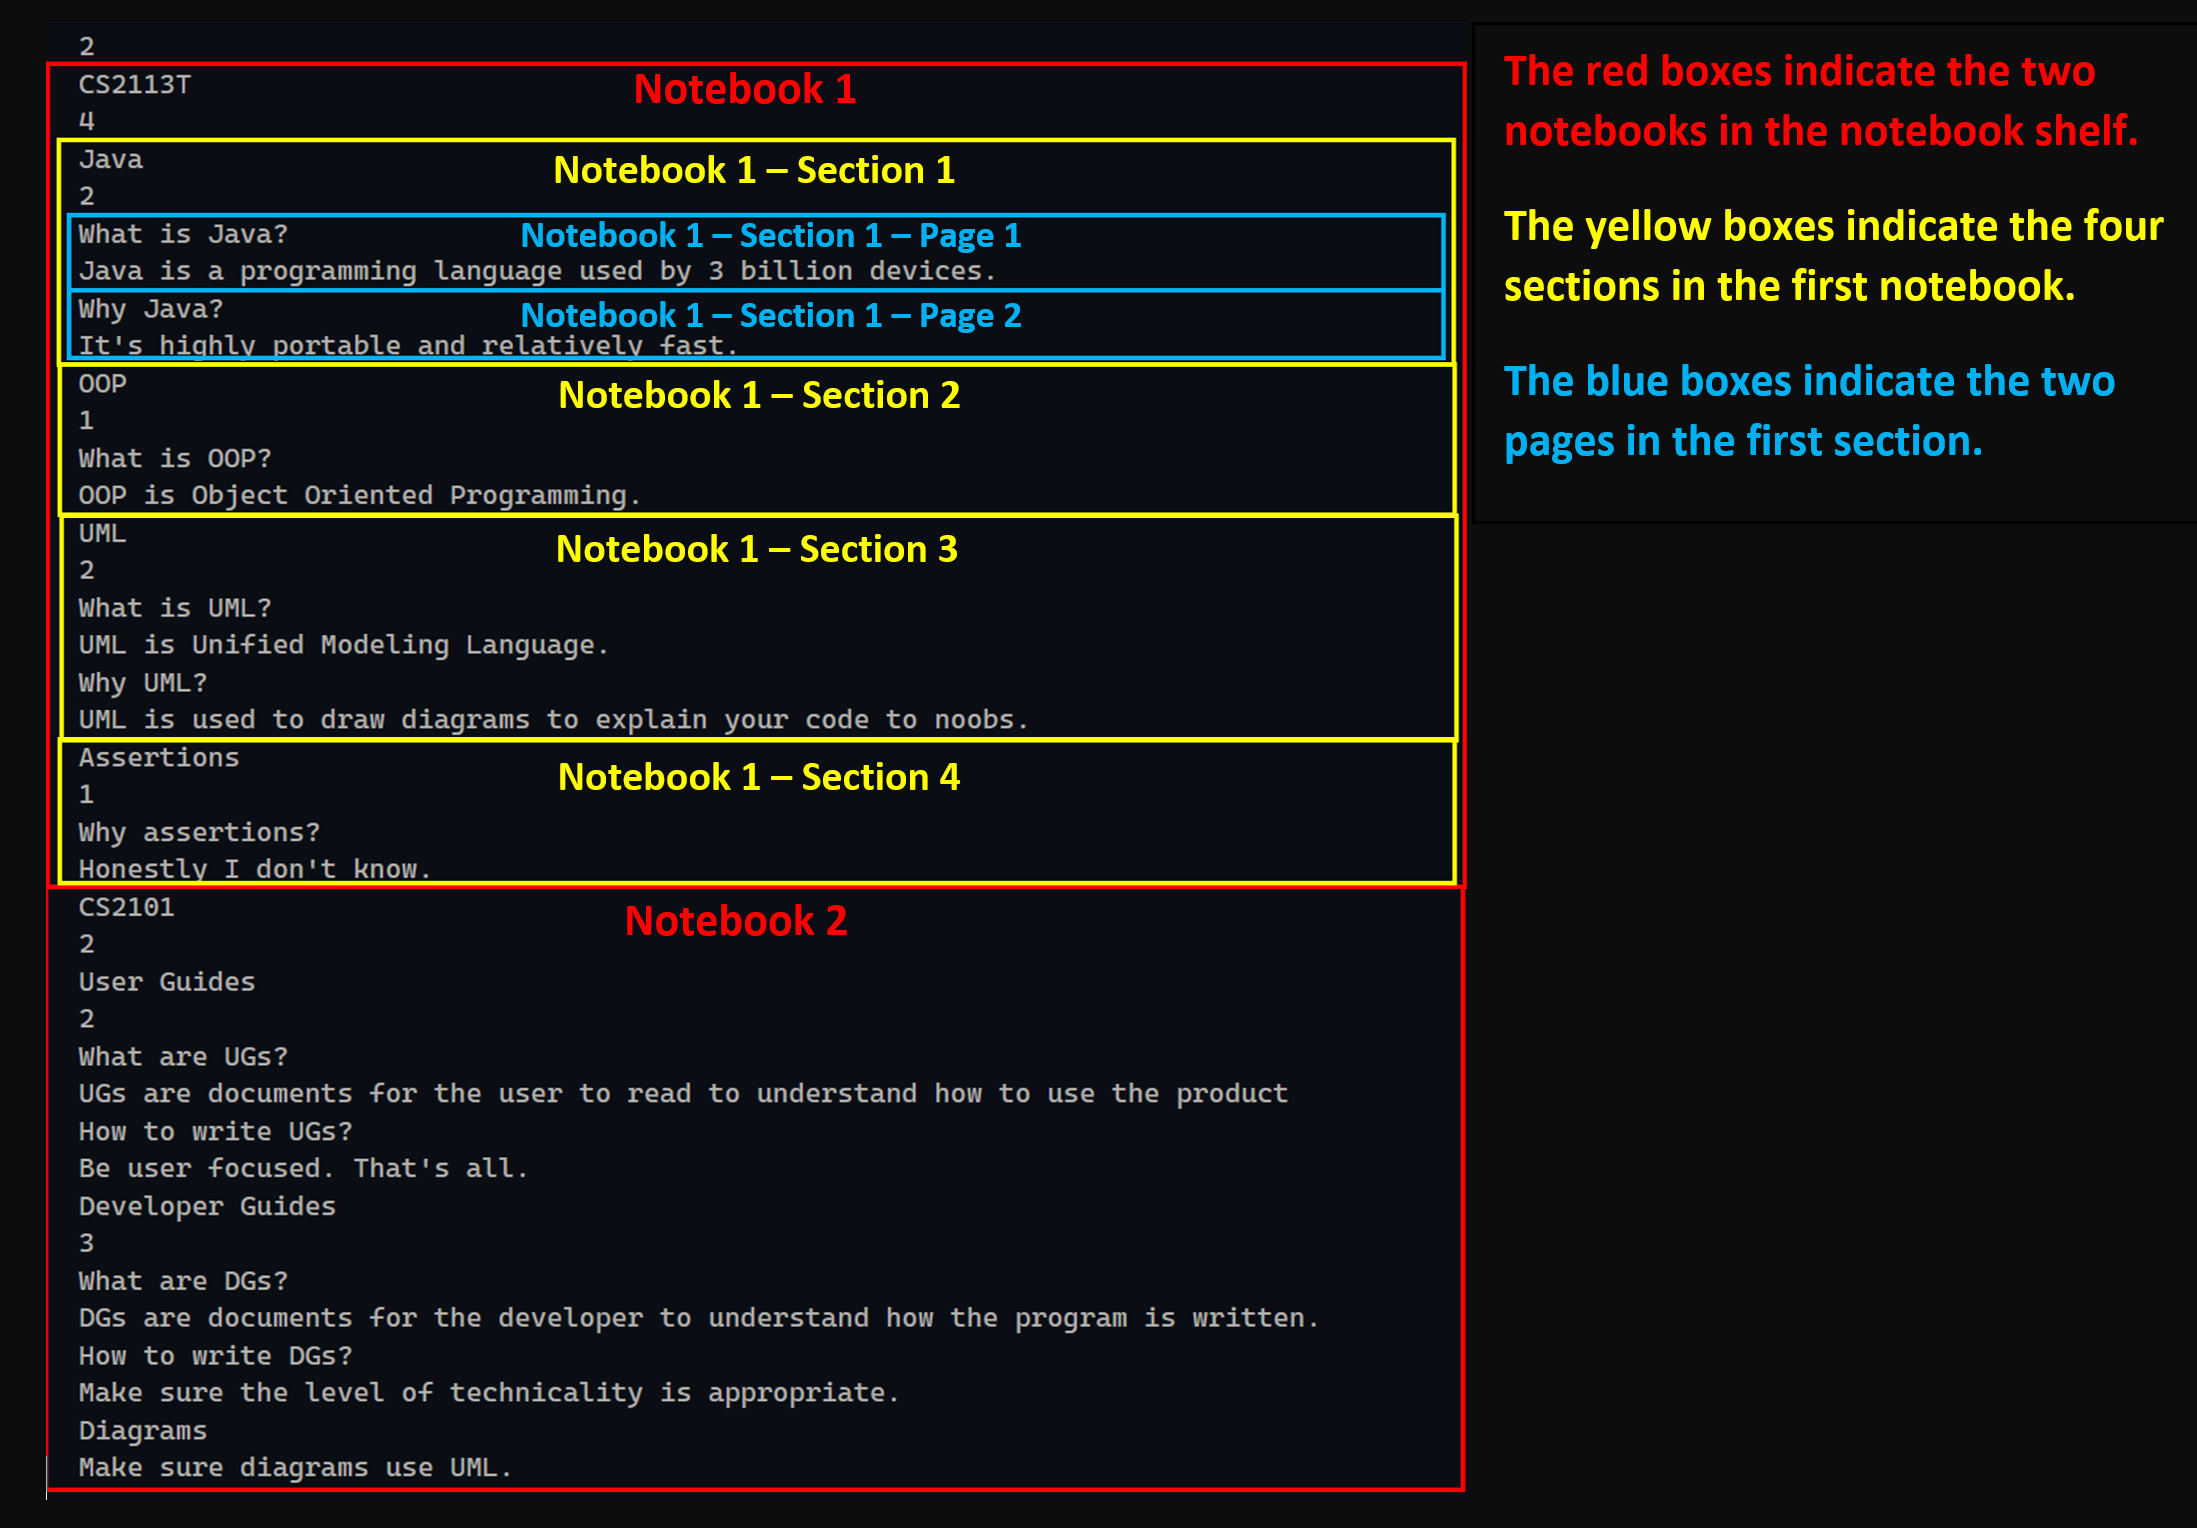 2
CS2113T
Notebook 1
4
Java
Notebook 1 – Section 1
2
What is Java?
Notebook 1 – Section 1 – Page 1
Java is a programming language used by 3 billion devices.
Why Java?
Notebook 1 – Section 1 – Page 2
It's highly portable and relatively fast.
OOP
Notebook 1 – Section 2
1
What is OOP?
OOP is Object Oriented Programming.
UML
Notebook 1 – Section 3
2
What is UML?
UML is Unified Modeling Language.
Why UML?
UML is used to draw diagrams to explain your code to noobs.
Assertions
Notebook 1 – Section 4
1
Why assertions?
Honestly I don't know.
CS2101
Notebook 2
2
User Guides
2
What are UGs?
UGs are documents for the user to read to understand how to use the product
How to write UGs?
Be user focused. That's all.
Developer Guides
3
What are DGs?
DGs are documents for the developer to understand how the program is written.
How to write DGs?
Make sure the level of technicality is appropriate.
Diagrams
Make sure diagrams use UML.
The red boxes indicate the two
notebooks in the notebook shelf.
The yellow boxes indicate the four
sections in the first notebook.
The blue boxes indicate the two
pages in the first section.